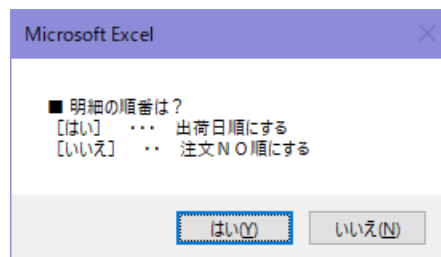 Microsoft Excel
■ 明細の順番は？
［はい］　・・・　出荷日順にする
［いいえ］　・・　注文ＮＯ順にする
はい(Y)
いいえ(N)